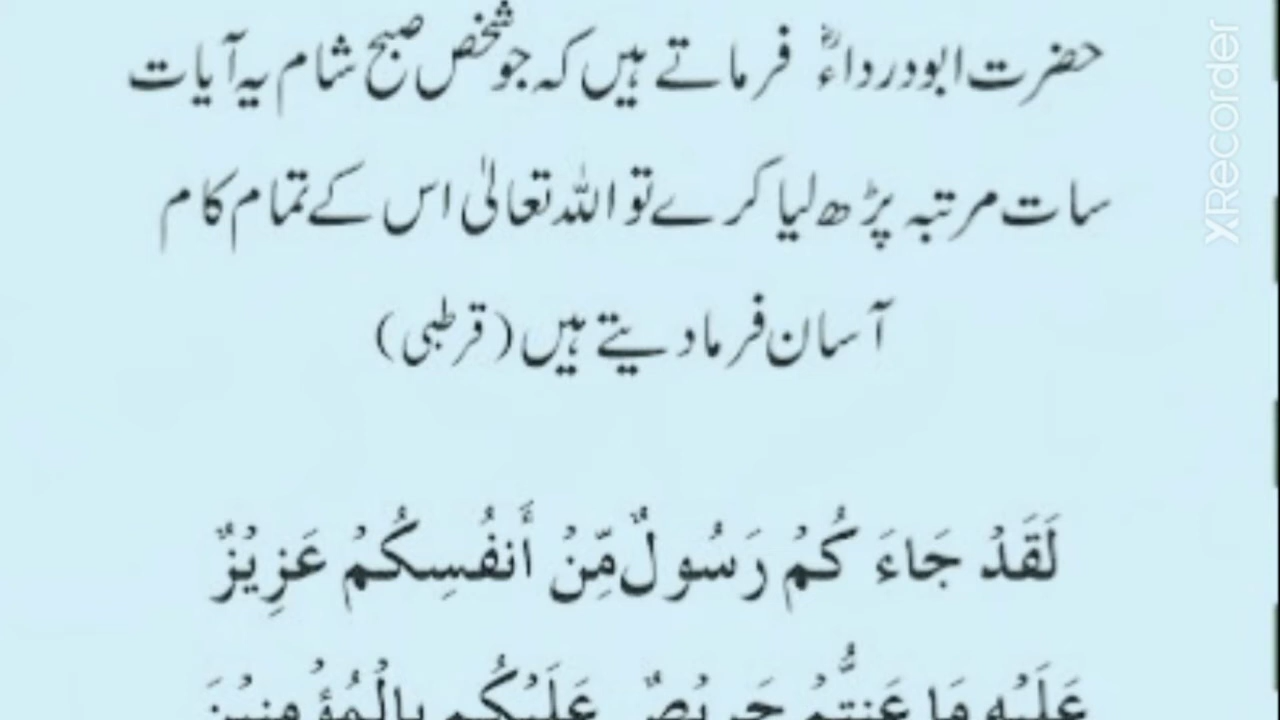 حضرت ابودرداءؓ فرماتے ہیں کہ جو شخص صبح شام یہ آیات
سات مرتبہ پڑھ لیا کرے تو اللہ تعالیٰ اس کے تمام کام
آسان فرما دیتے ہیں (قرطبی)
لَقَدْ جَاءَ كُمْ رَسُولٌ مِّنْ أَنفُسِكُمْ عَزِيْزٌ
عَلَيْهِ مَا عَنِتُّمْ حَرِيْصٌ عَلَيْكُم بِالْمُؤْمِنِيْنَ
XRecorder